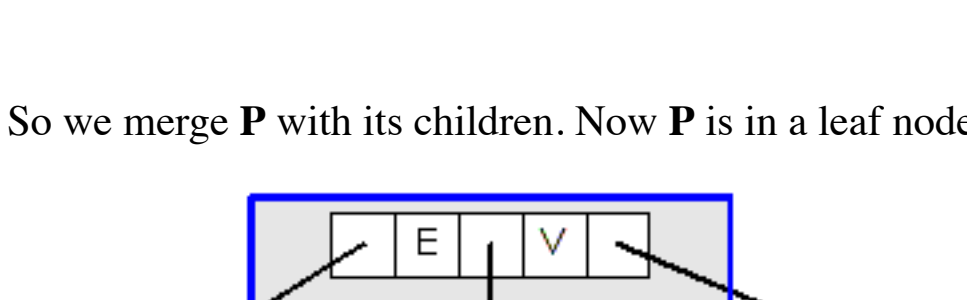 So we merge P with its children. Now P is in a leaf node
E V